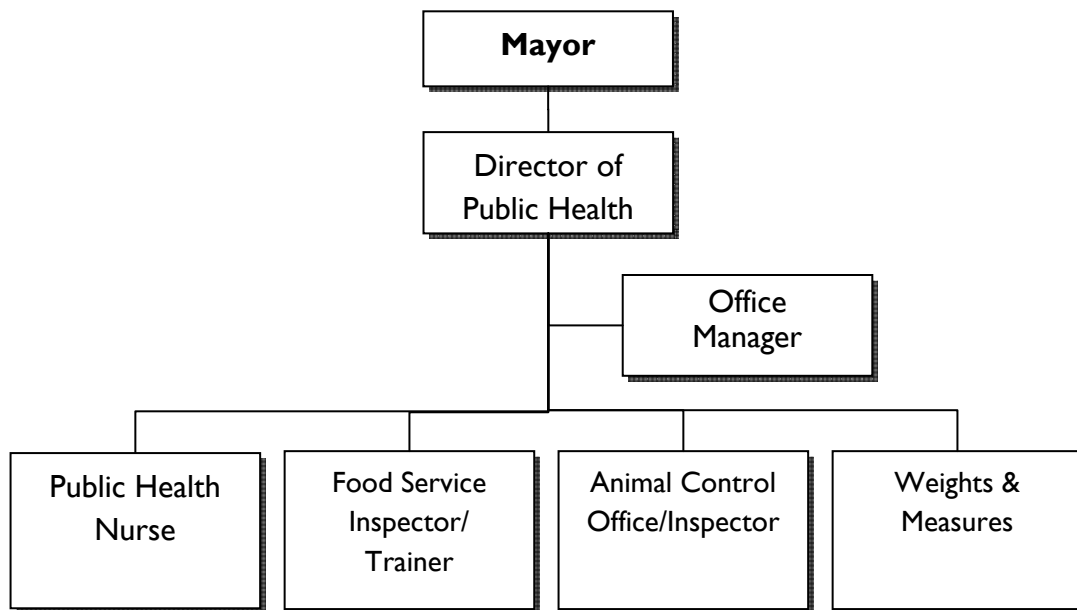 Mayor
Director of
Public Health
Office
Manager
Public Health
Nurse
Food Service
Inspector/
Trainer
Animal Control
Office/Inspector
Weights &
Measures